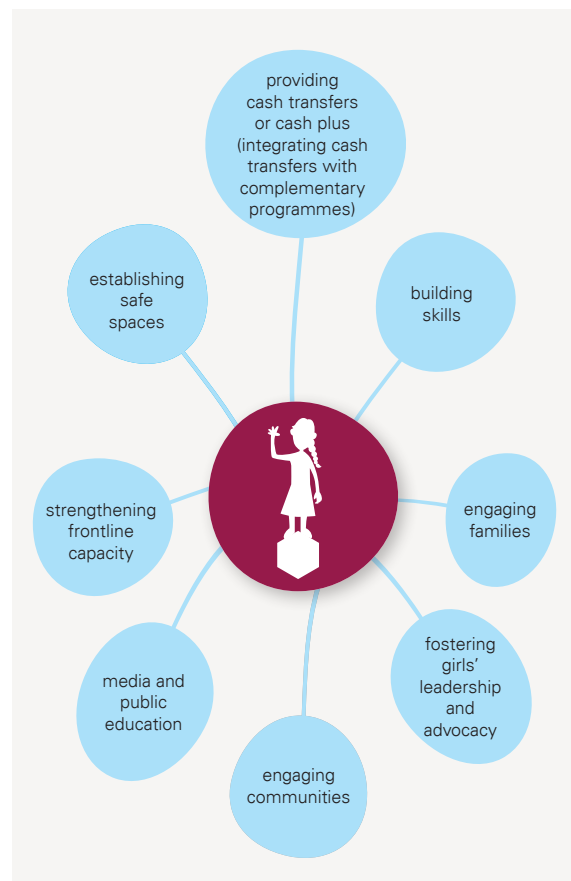 providing
cash transfers
or cash plus
(integrating cash
transfers with
complementary
programmes)
building
skills
engaging
families
fostering
girls’
leadership
and
advocacy
engaging
communities
media and
public
education
strengthening
frontline
capacity
establishing
safe
spaces